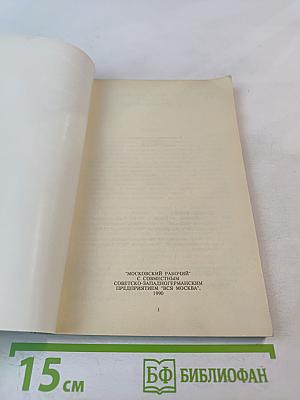 "МОСКОВСКИЙ РАБОЧИЙ"
С СОВМЕСТНЫМ
СОВЕТСКО-ЗАПАДНОГЕРМАНСКИМ
ПРЕДПРИЯТИЕМ "ВСЯ МОСКВА",
1990
1
15 см
БФ БИБЛИОФАН